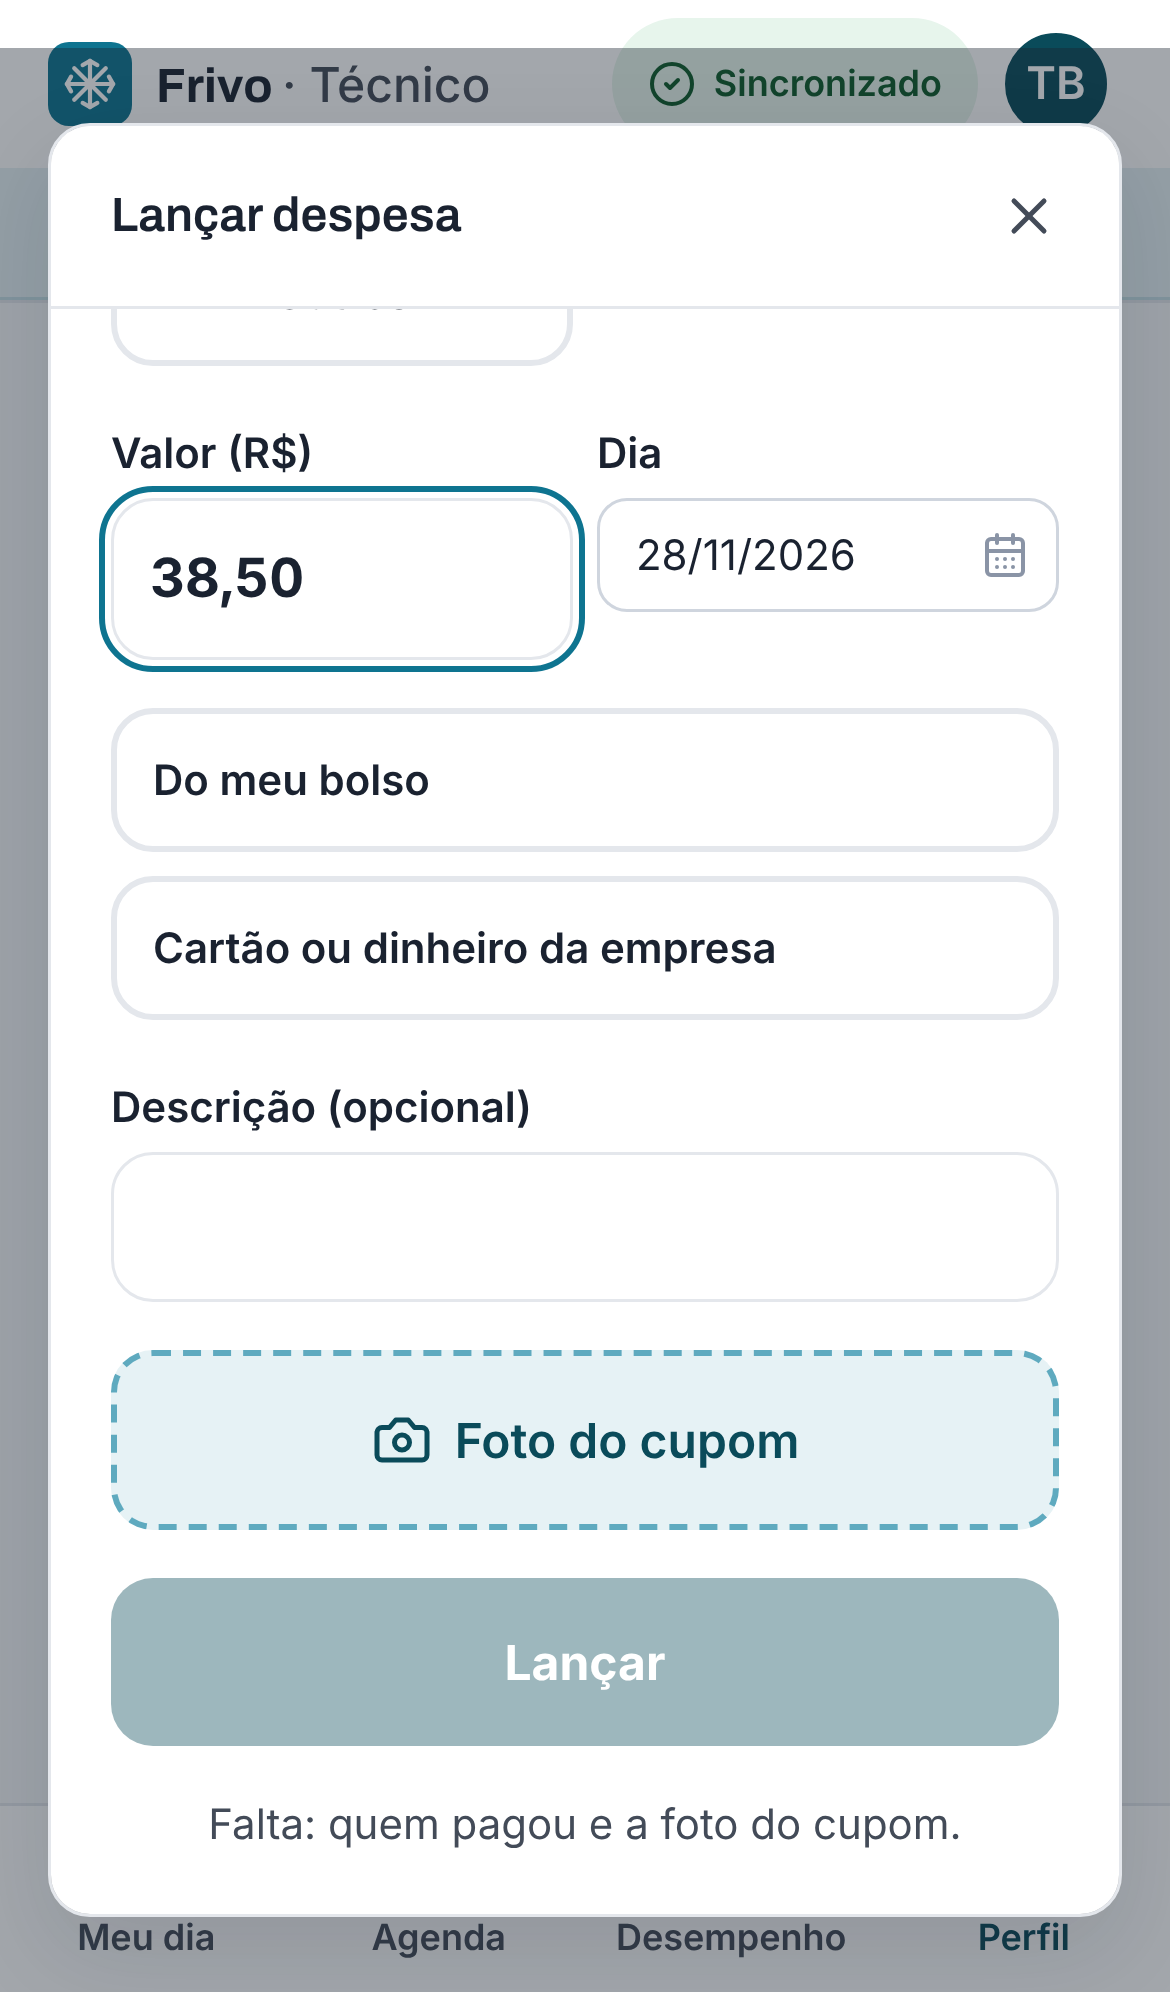 Frivo · Técnico
Sincronizado
TB
Lançar despesa
Valor (R$)
Dia
38,50
28/11/2026
Do meu bolso
Cartão ou dinheiro da empresa
Descrição (opcional)
Foto do cupom
Lançar
Falta: quem pagou e a foto do cupom.
Meu dia
Agenda
Desempenho
Perfil